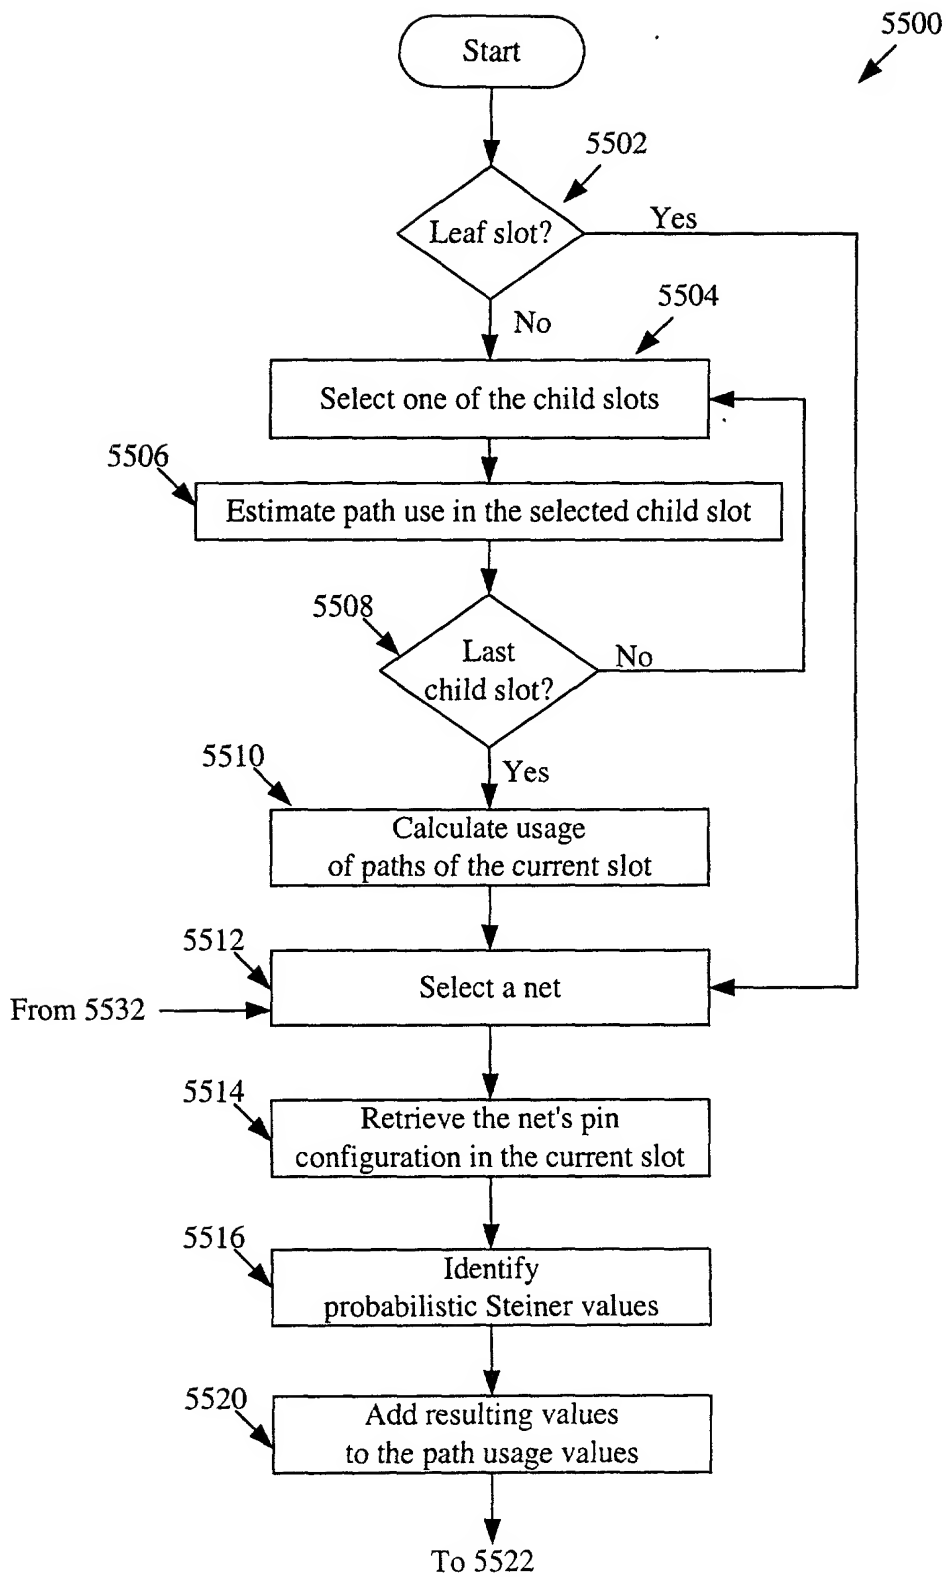 5500
Start
5502
Leaf slot?
Yes
No
5504
Select one of the child slots
5506
Estimate path use in the selected child slot
5508
Last
child slot?
No
Yes
5510
Calculate usage
of paths of the current slot
5512
Select a net
From 5532
5514
Retrieve the net's pin
configuration in the current slot
5516
Identify
probabilistic Steiner values
5520
Add resulting values
to the path usage values
To 5522